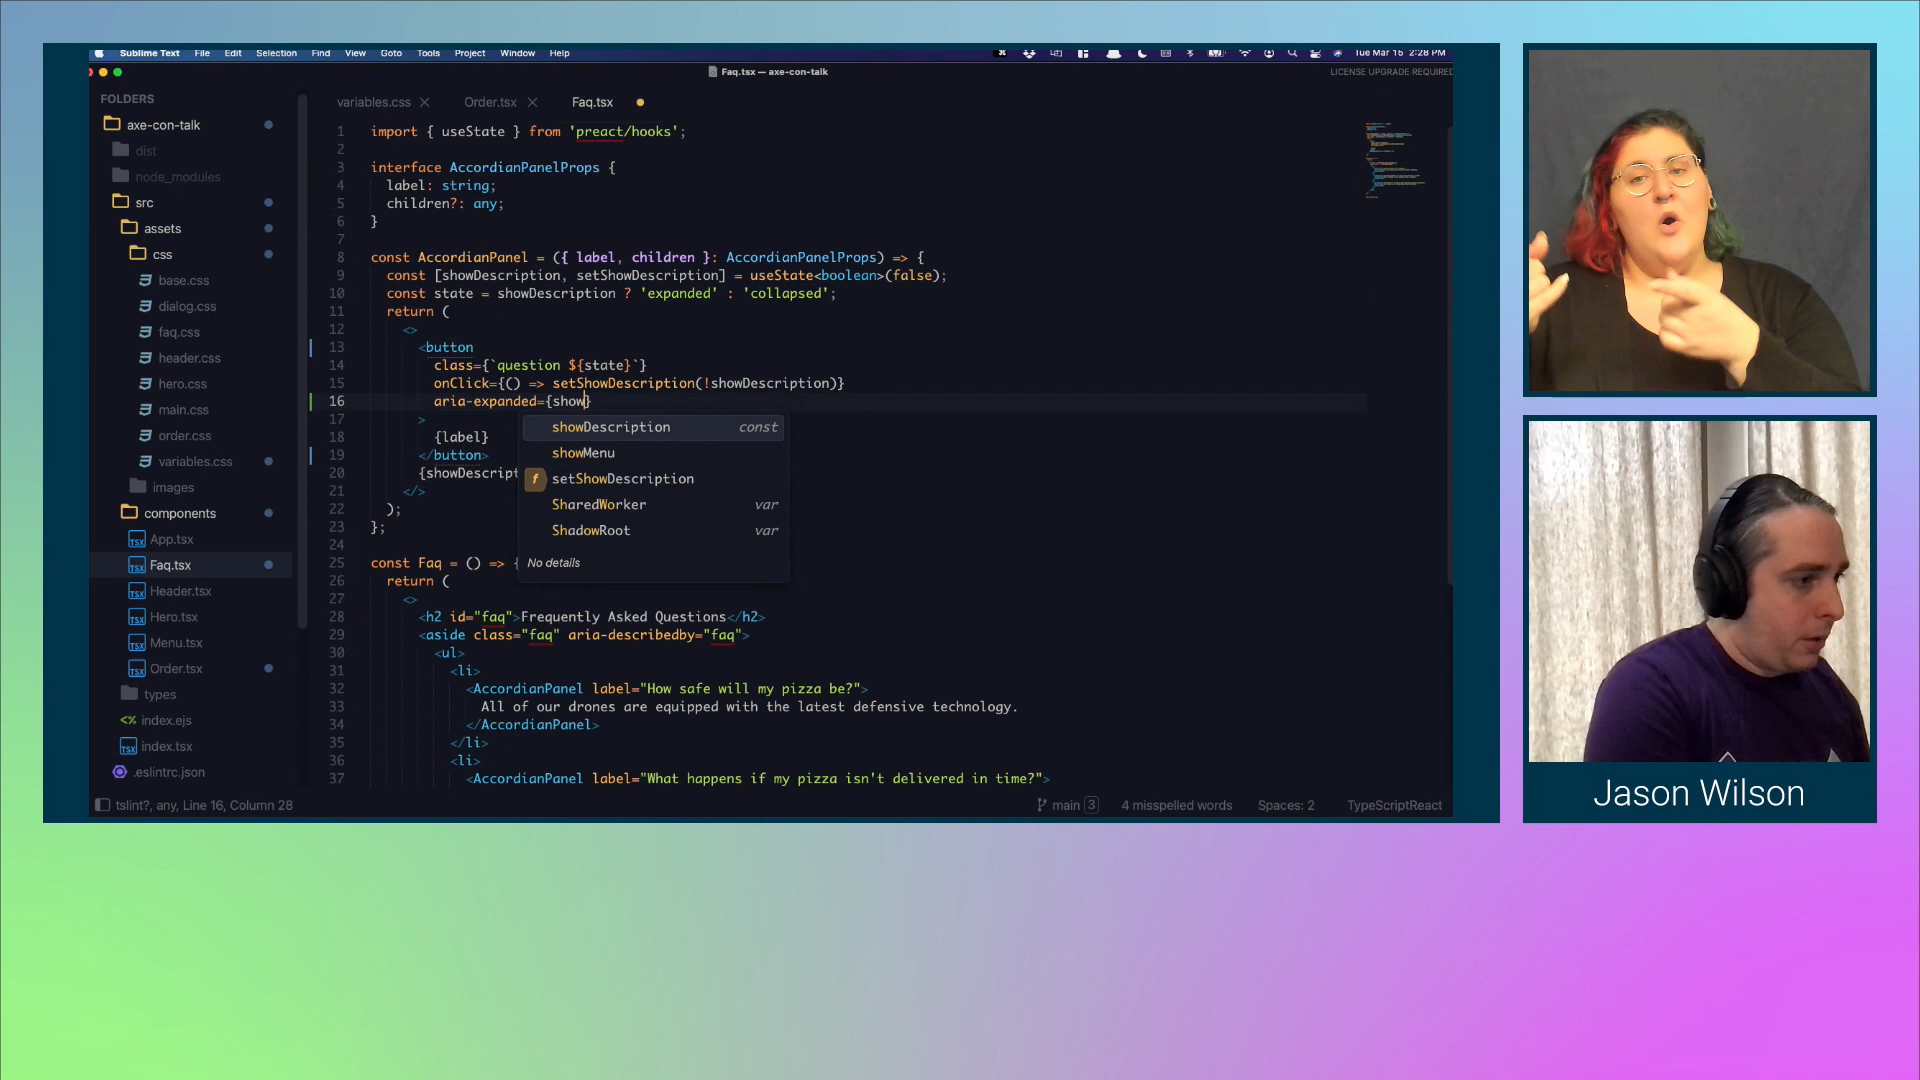 Sublime Text File Edit Selection Find View Goto Tools Project Window Help
Tue Mar 15 2:28 PM
Faq.tsx — axe-con-talk
LICENSE UPGRADE REQUIRED
FOLDERS
axe-con-talk
dist
node_modules
src
assets
css
base.css
dialog.css
faq.css
header.css
hero.css
main.css
order.css
variables.css
images
components
App.tsx
Faq.tsx
Header.tsx
Hero.tsx
Menu.tsx
Order.tsx
types
index.ejs
index.tsx
.eslintrc.json
variables.css Order.tsx Faq.tsx
1 import { useState } from 'preact/hooks';
2
3 interface AccordianPanelProps {
4 label: string;
5 children?: any;
6 }
7
8 const AccordianPanel = ({ label, children }: AccordianPanelProps) => {
9 const [showDescription, setShowDescription] = useState<boolean>(false);
10 const state = showDescription ? 'expanded' : 'collapsed';
11 return (
12 <>
13 <button
14 class={`question ${state}`}
15 onClick={() => setShowDescription(!showDescription)}
16 aria-expanded={show}
17 >
18 {label}
19 </button>
20 {showDescript
21 </>
22 );
23 };
24
25 const Faq = () => {
26 return (
27 <>
28 <h2 id="faq">Frequently Asked Questions</h2>
29 <aside class="faq" aria-describedby="faq">
30 <ul>
31 <li>
32 <AccordianPanel label="How safe will my pizza be?">
33 All of our drones are equipped with the latest defensive technology.
34 </AccordianPanel>
35 </li>
36 <li>
37 <AccordianPanel label="What happens if my pizza isn't delivered in time?">
showDescription const
showMenu
f setShowDescription
SharedWorker var
ShadowRoot var
No details
tslint?, any, Line 16, Column 28
main 3 4 misspelled words Spaces: 2 TypeScriptReact
Jason Wilson